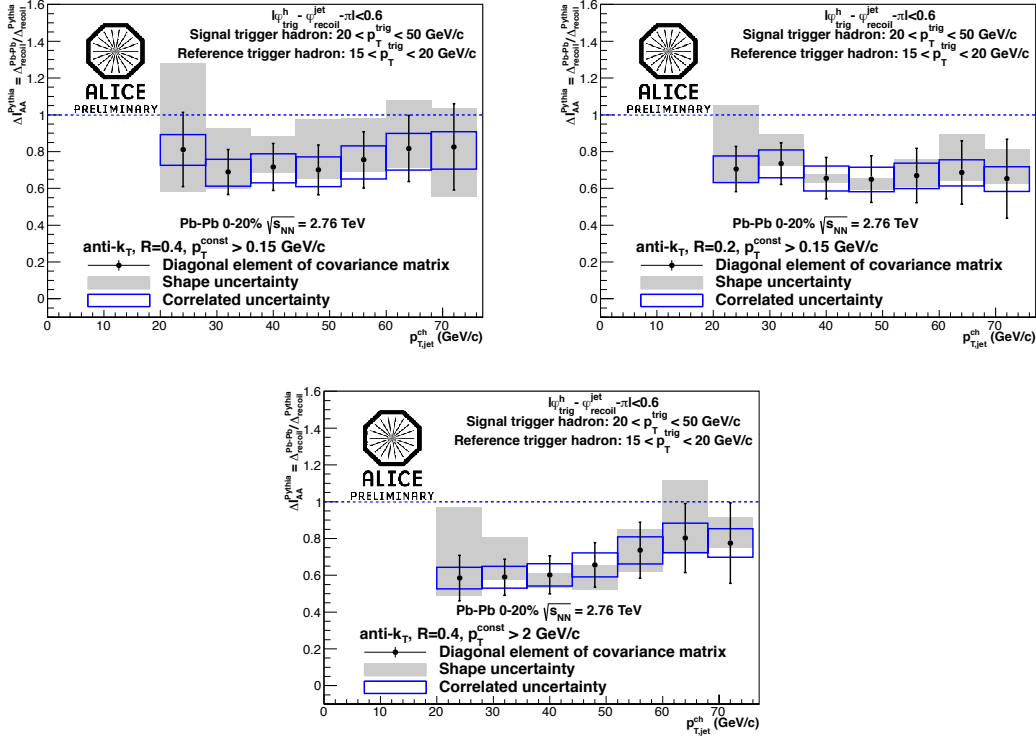 |φ^h_trig - φ^jet_recoil -π|<0.6
Signal trigger hadron: 20 < p_T^trig < 50 GeV/c
Reference trigger hadron: 15 < p_T^trig < 20 GeV/c
ΔI_AA^Pythia = Δ_recoil^Pb-Pb/Δ_recoil^Pythia
1.6
1.4
1.2
1
0.8
0.6
0.4
0.2
0
ALICE
PRELIMINARY
Pb-Pb 0-20% √s_NN = 2.76 TeV
anti-k_T, R=0.4, p_T^const > 0.15 GeV/c
Diagonal element of covariance matrix
Shape uncertainty
Correlated uncertainty
0 10 20 30 40 50 60 70
p_T,jet^ch (GeV/c)
|φ^h_trig - φ^jet_recoil -π|<0.6
Signal trigger hadron: 20 < p_T^trig < 50 GeV/c
Reference trigger hadron: 15 < p_T^trig < 20 GeV/c
ΔI_AA^Pythia = Δ_recoil^Pb-Pb/Δ_recoil^Pythia
1.6
1.4
1.2
1
0.8
0.6
0.4
0.2
0
ALICE
PRELIMINARY
Pb-Pb 0-20% √s_NN = 2.76 TeV
anti-k_T, R=0.2, p_T^const > 0.15 GeV/c
Diagonal element of covariance matrix
Shape uncertainty
Correlated uncertainty
0 10 20 30 40 50 60 70
p_T,jet^ch (GeV/c)
|φ^h_trig - φ^jet_recoil -π|<0.6
Signal trigger hadron: 20 < p_T^trig < 50 GeV/c
Reference trigger hadron: 15 < p_T^trig < 20 GeV/c
ΔI_AA^Pythia = Δ_recoil^Pb-Pb/Δ_recoil^Pythia
1.6
1.4
1.2
1
0.8
0.6
0.4
0.2
0
ALICE
PRELIMINARY
Pb-Pb 0-20% √s_NN = 2.76 TeV
anti-k_T, R=0.4, p_T^const > 2 GeV/c
Diagonal element of covariance matrix
Shape uncertainty
Correlated uncertainty
0 10 20 30 40 50 60 70
p_T,jet^ch (GeV/c)